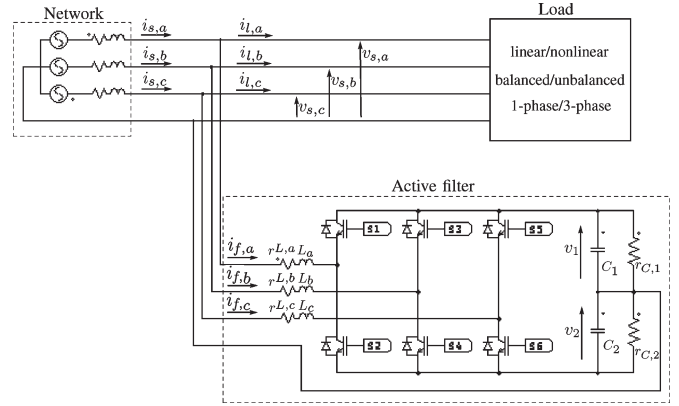 Network
Load
i_{s,a}
i_{l,a}
i_{s,b}
i_{l,b}
i_{s,c}
i_{l,c}
v_{s,a}
v_{s,b}
v_{s,c}
linear/nonlinear
balanced/unbalanced
1-phase/3-phase
Active filter
S1
S3
S5
i_{f,a}
r_{L,a} L_a
i_{f,b}
r_{L,b} L_b
i_{f,c}
r_{L,c} L_c
v_1
C_1
r_{C,1}
S2
S4
S6
v_2
C_2
r_{C,2}